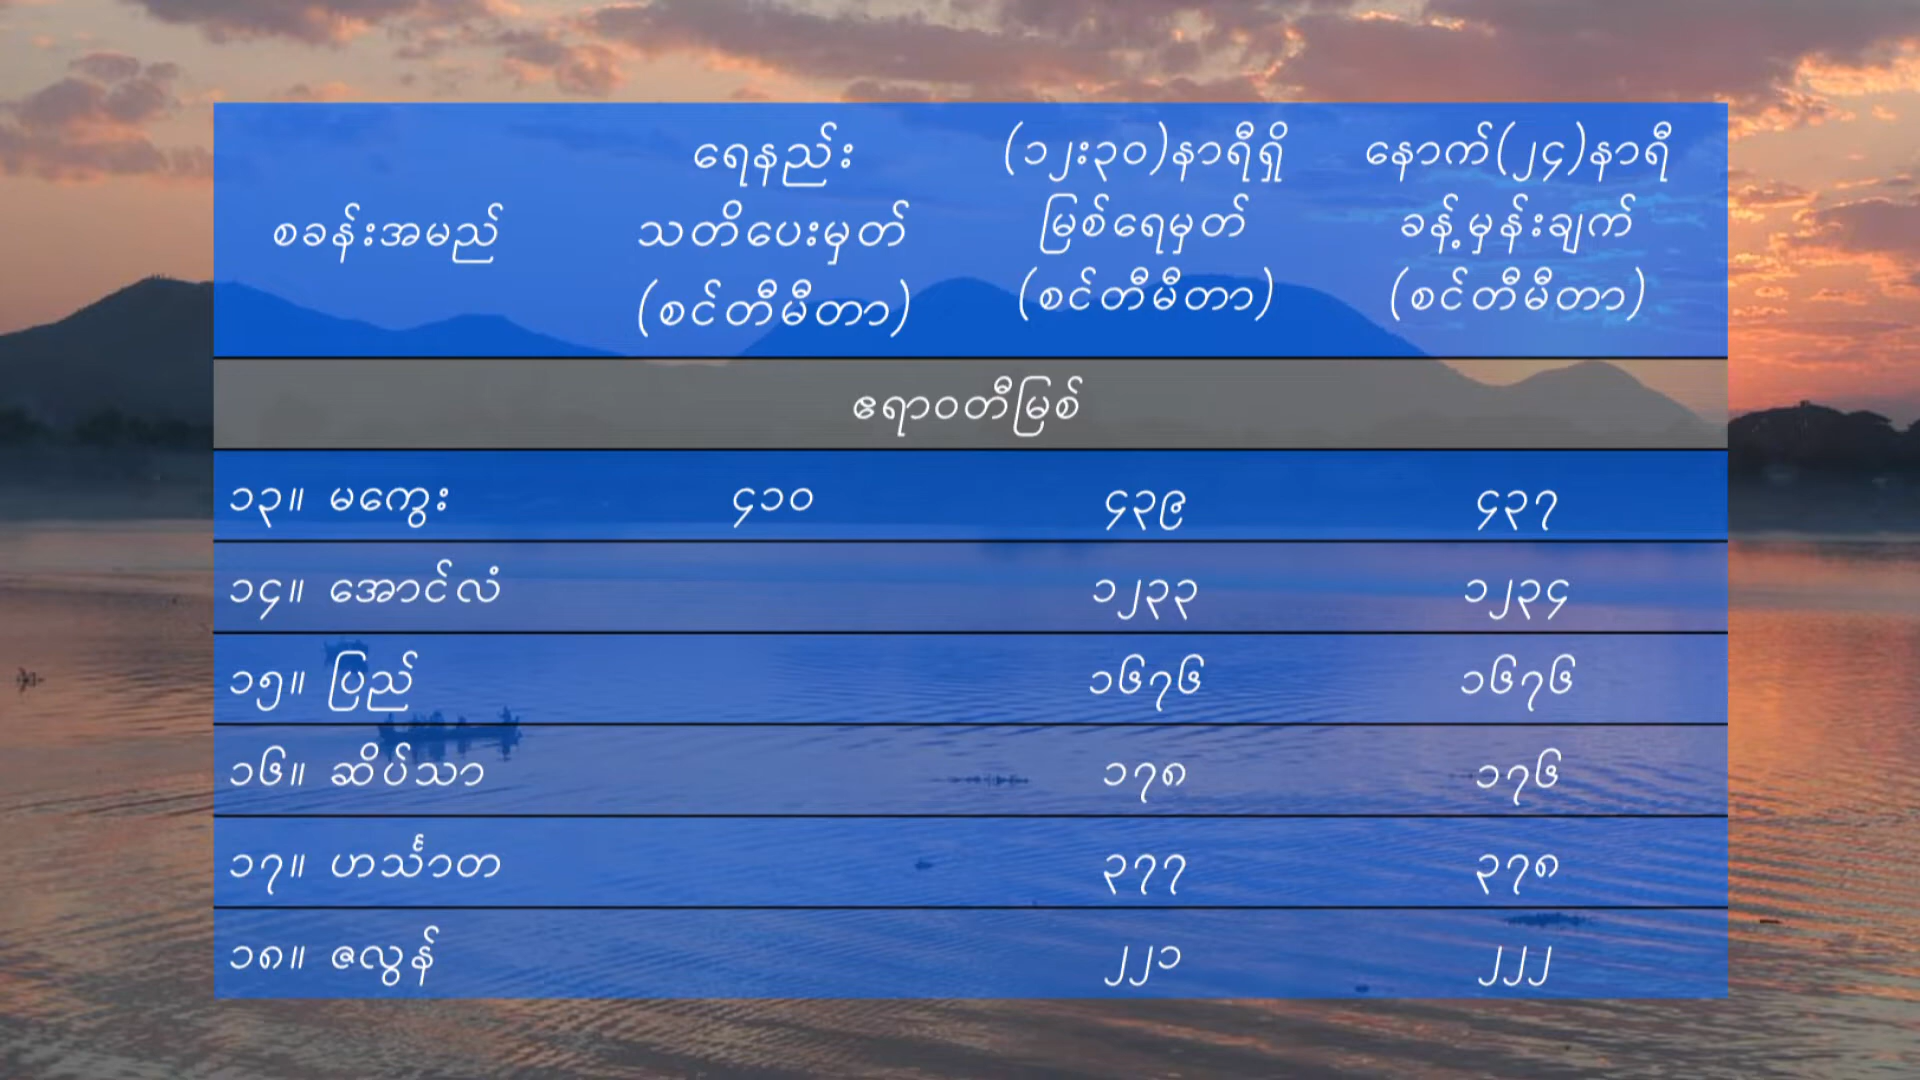 စခန်းအမည်
ရေနည်း
သတိပေးမှတ်
(စင်တီမီတာ)
(၁၂း၃၀)နာရီရှိ
မြစ်ရေမှတ်
(စင်တီမီတာ)
နောက်(၂၄)နာရီ
ခန့်မှန်းချက်
(စင်တီမီတာ)
ဧရာဝတီမြစ်
၁၃။ မကွေး ၄၁၀ ၄၃၉ ၄၃၇
၁၄။ အောင်လံ ၁၂၃၃ ၁၂၃၄
၁၅။ ပြည် ၁၆၇၆ ၁၆၇၆
၁၆။ ဆိပ်သာ ၁၇၈ ၁၇၆
၁၇။ ဟင်္သာတ ၃၇၇ ၃၇၈
၁၈။ ဇလွန် ၂၂၁ ၂၂၂